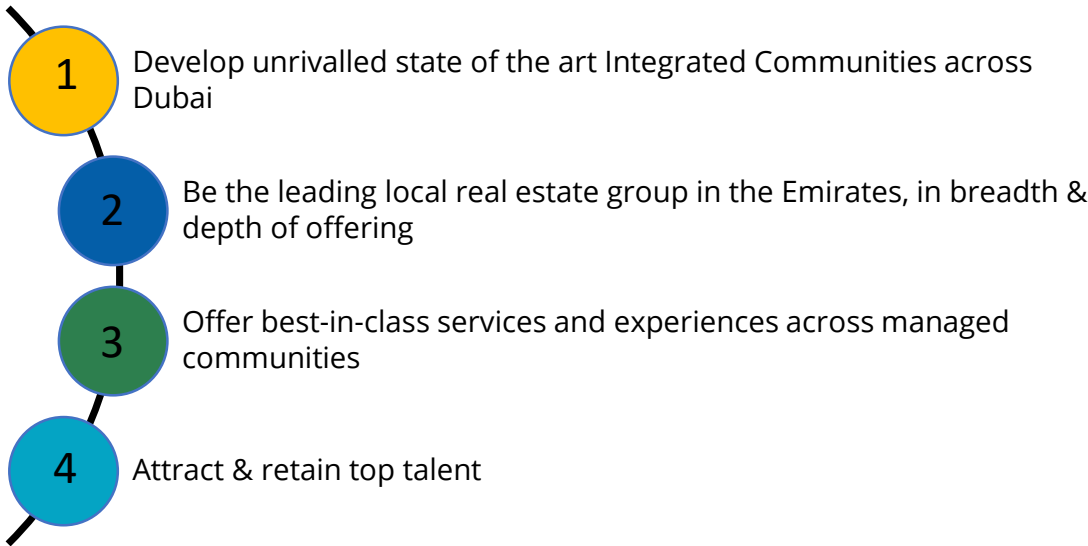 1
Develop unrivalled state of the art Integrated Communities across
Dubai
2
Be the leading local real estate group in the Emirates, in breadth &
depth of offering
3
Offer best-in-class services and experiences across managed
communities
4
Attract & retain top talent